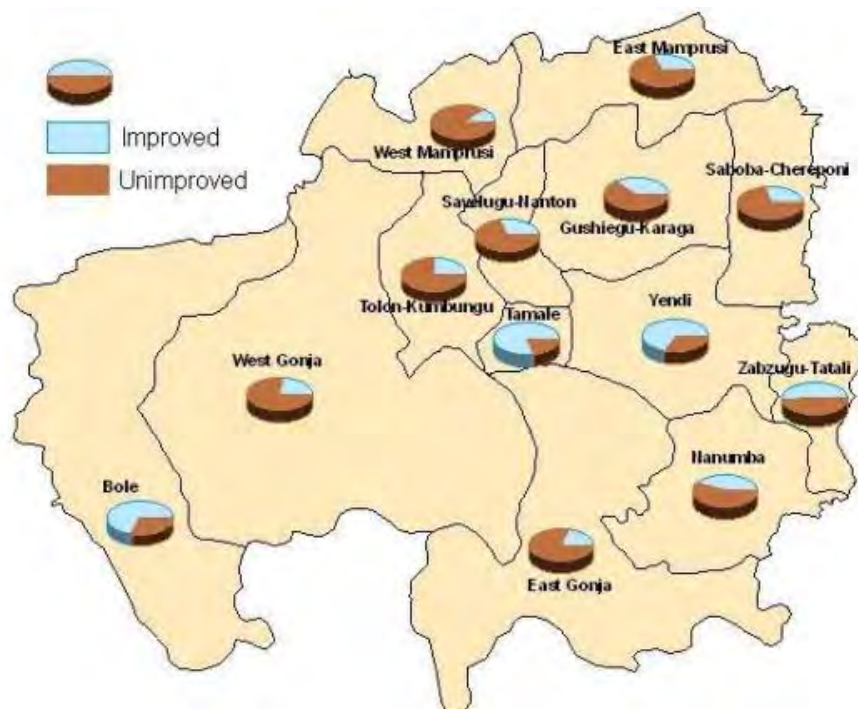 East Mamprusi
Improved
West Mamprusi
Unimproved
Saboba-Chereponi
Savelugu-Nanton
Gushiegu-Karaga
Tolon-Kumbungu
Tamale
Yendi
West Gonja
Zabzugu-Tatali
Nanumba
Bole
East Gonja